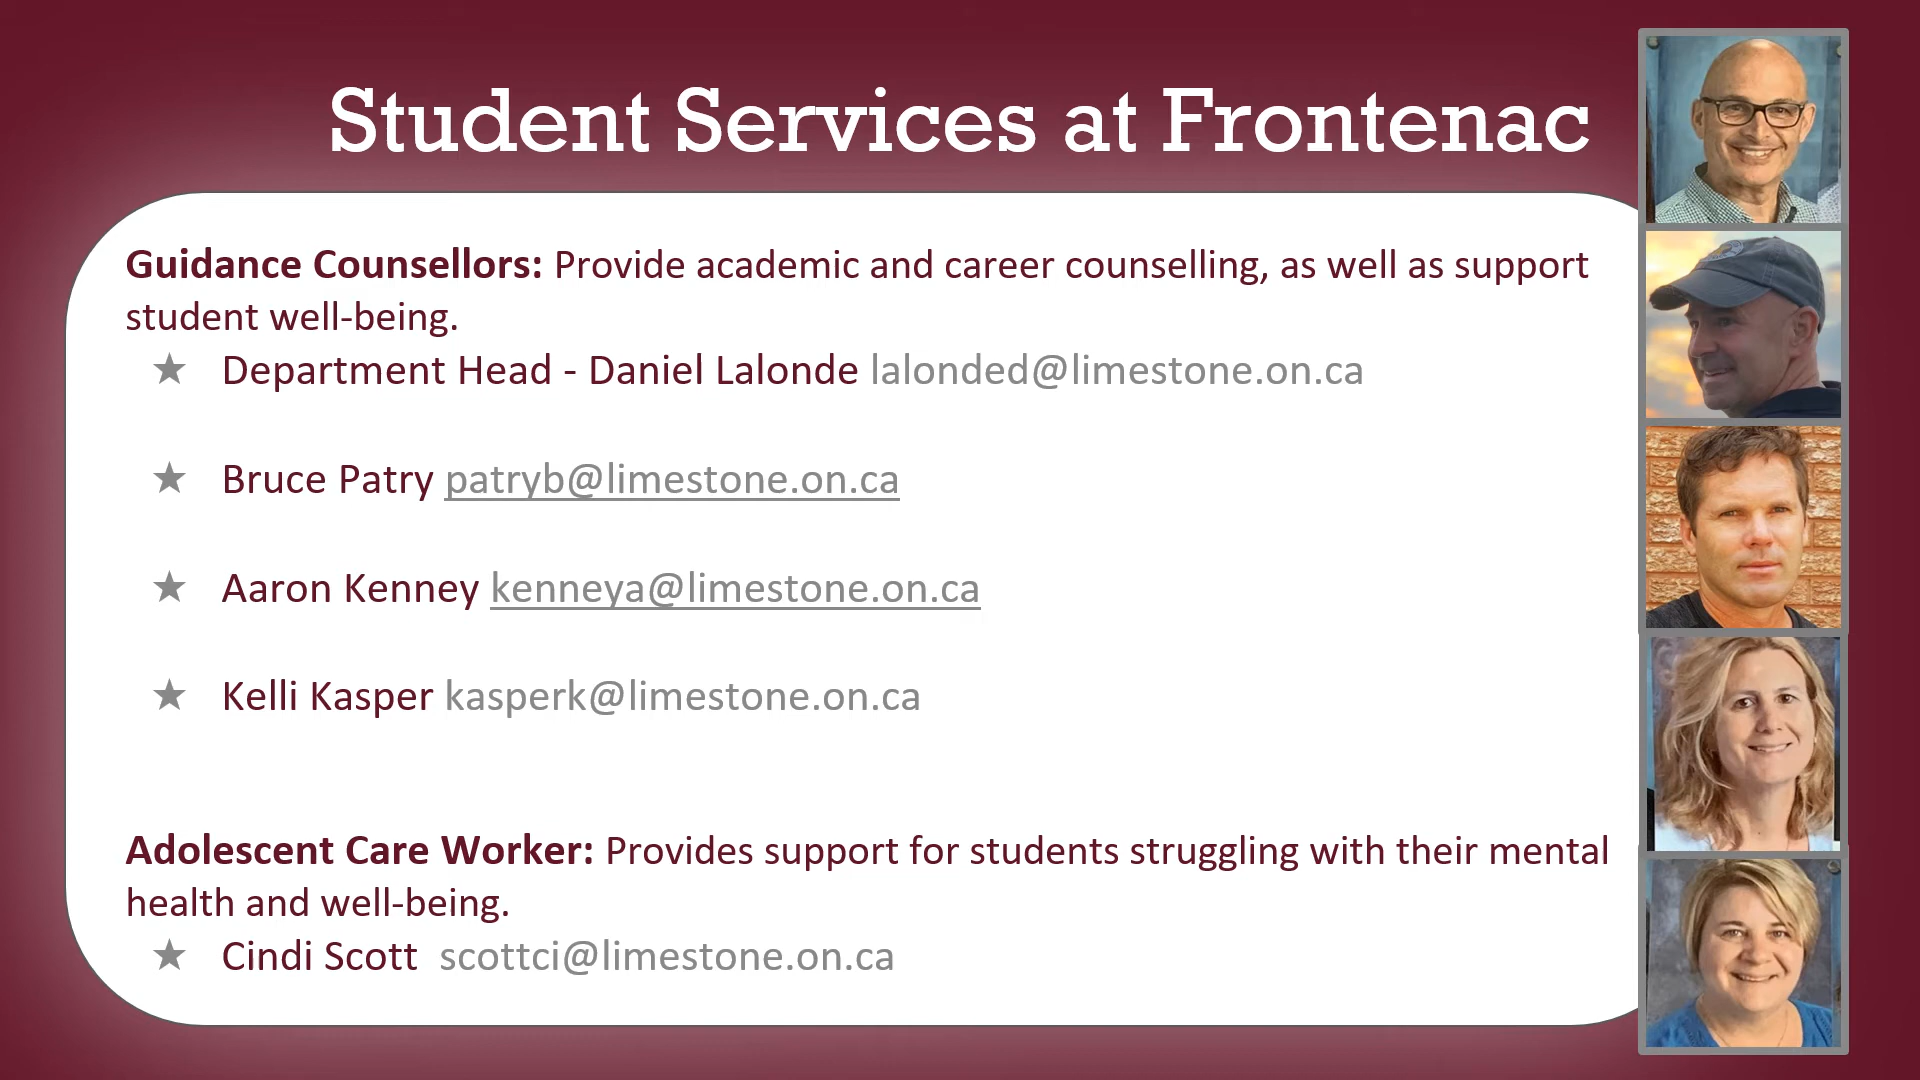 Student Services at Frontenac
Guidance Counsellors: Provide academic and career counselling, as well as support
student well-being.
★ Department Head - Daniel Lalonde lalonded@limestone.on.ca
★ Bruce Patry patryb@limestone.on.ca
★ Aaron Kenney kenneya@limestone.on.ca
★ Kelli Kasper kasperk@limestone.on.ca
Adolescent Care Worker: Provides support for students struggling with their mental
health and well-being.
★ Cindi Scott scottci@limestone.on.ca